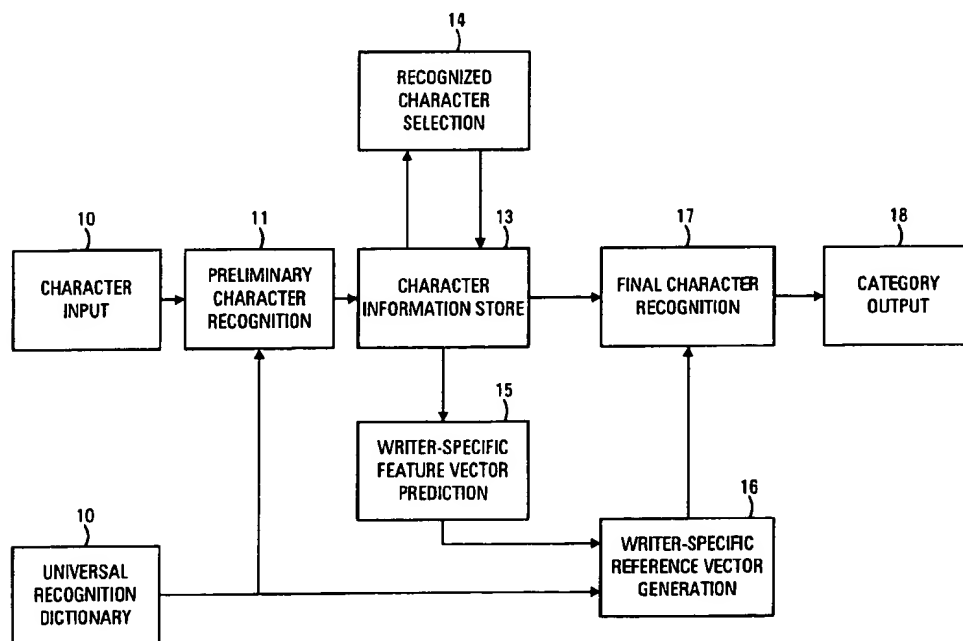 14
RECOGNIZED
CHARACTER
SELECTION
10
CHARACTER
INPUT
11
PRELIMINARY
CHARACTER
RECOGNITION
13
CHARACTER
INFORMATION STORE
17
FINAL CHARACTER
RECOGNITION
18
CATEGORY
OUTPUT
15
WRITER-SPECIFIC
FEATURE VECTOR
PREDICTION
10
UNIVERSAL
RECOGNITION
DICTIONARY
16
WRITER-SPECIFIC
REFERENCE VECTOR
GENERATION